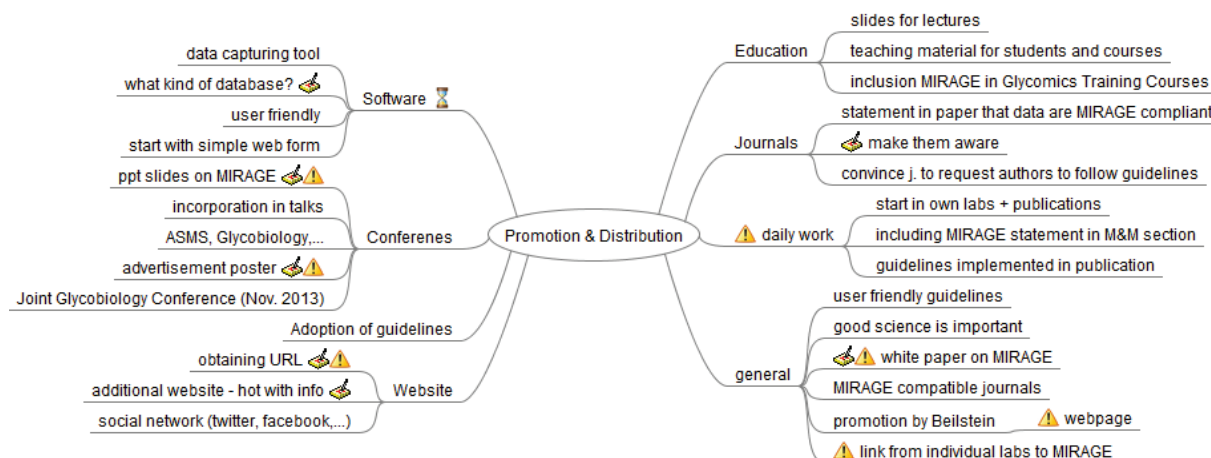 data capturing tool
what kind of database?
user friendly
start with simple web form
Software
ppt slides on MIRAGE
incorporation in talks
ASMS, Glycobiology,...
advertisement poster
Joint Glycobiology Conference (Nov. 2013)
Conferenes
Adoption of guidelines
obtaining URL
additional website - hot with info
social network (twitter, facebook,...)
Website
Promotion & Distribution
Education
slides for lectures
teaching material for students and courses
inclusion MIRAGE in Glycomics Training Courses
Journals
statement in paper that data are MIRAGE compliant
make them aware
convince j. to request authors to follow guidelines
daily work
start in own labs + publications
including MIRAGE statement in M&M section
guidelines implemented in publication
general
user friendly guidelines
good science is important
white paper on MIRAGE
MIRAGE compatible journals
promotion by Beilstein
webpage
link from individual labs to MIRAGE